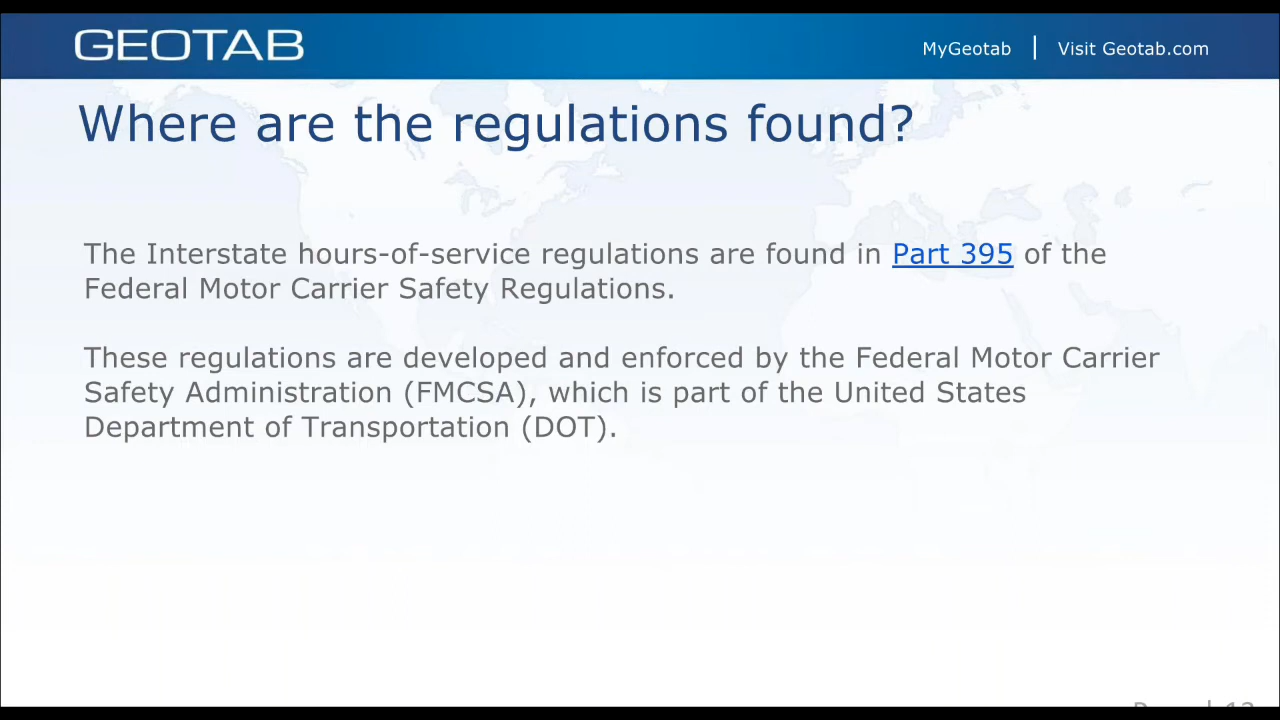 GEOTAB
MyGeotab | Visit Geotab.com
Where are the regulations found?
The Interstate hours-of-service regulations are found in Part 395 of the
Federal Motor Carrier Safety Regulations.
These regulations are developed and enforced by the Federal Motor Carrier
Safety Administration (FMCSA), which is part of the United States
Department of Transportation (DOT).